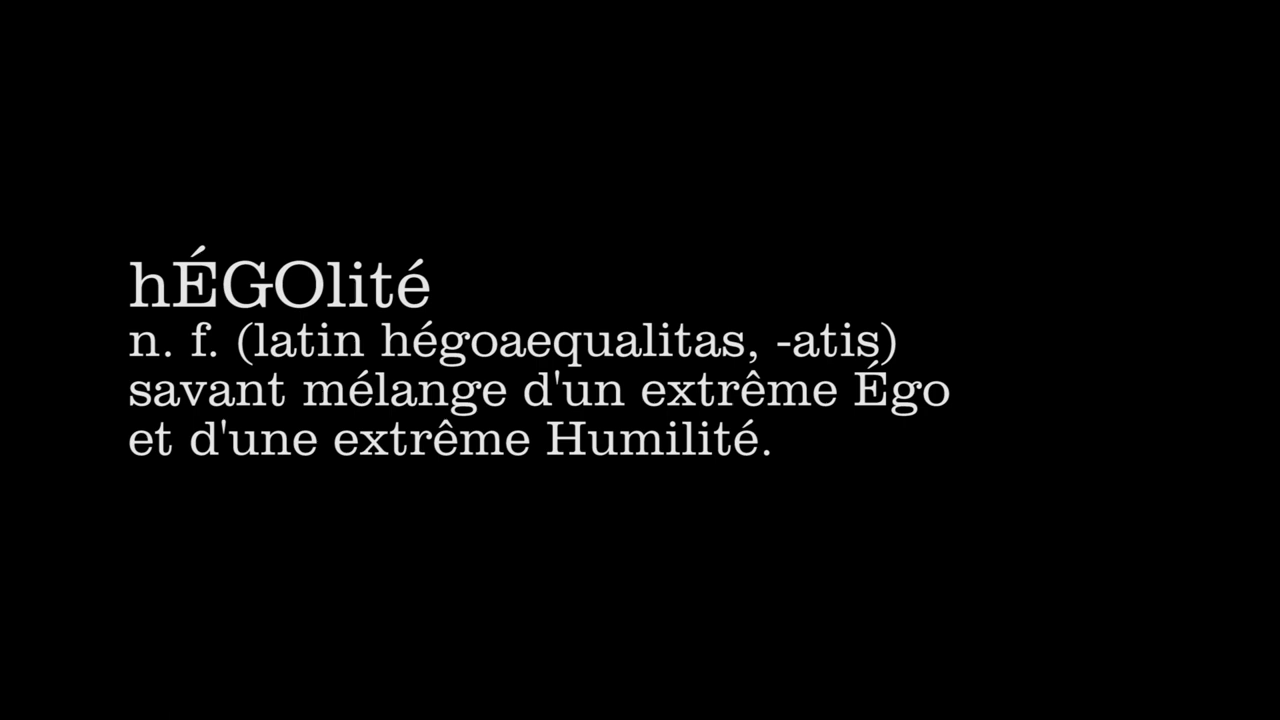 hÉGOlité
n. f. (latin hégoaequalitas, -atis)
savant mélange d'un extrême Égo
et d'une extrême Humilité.